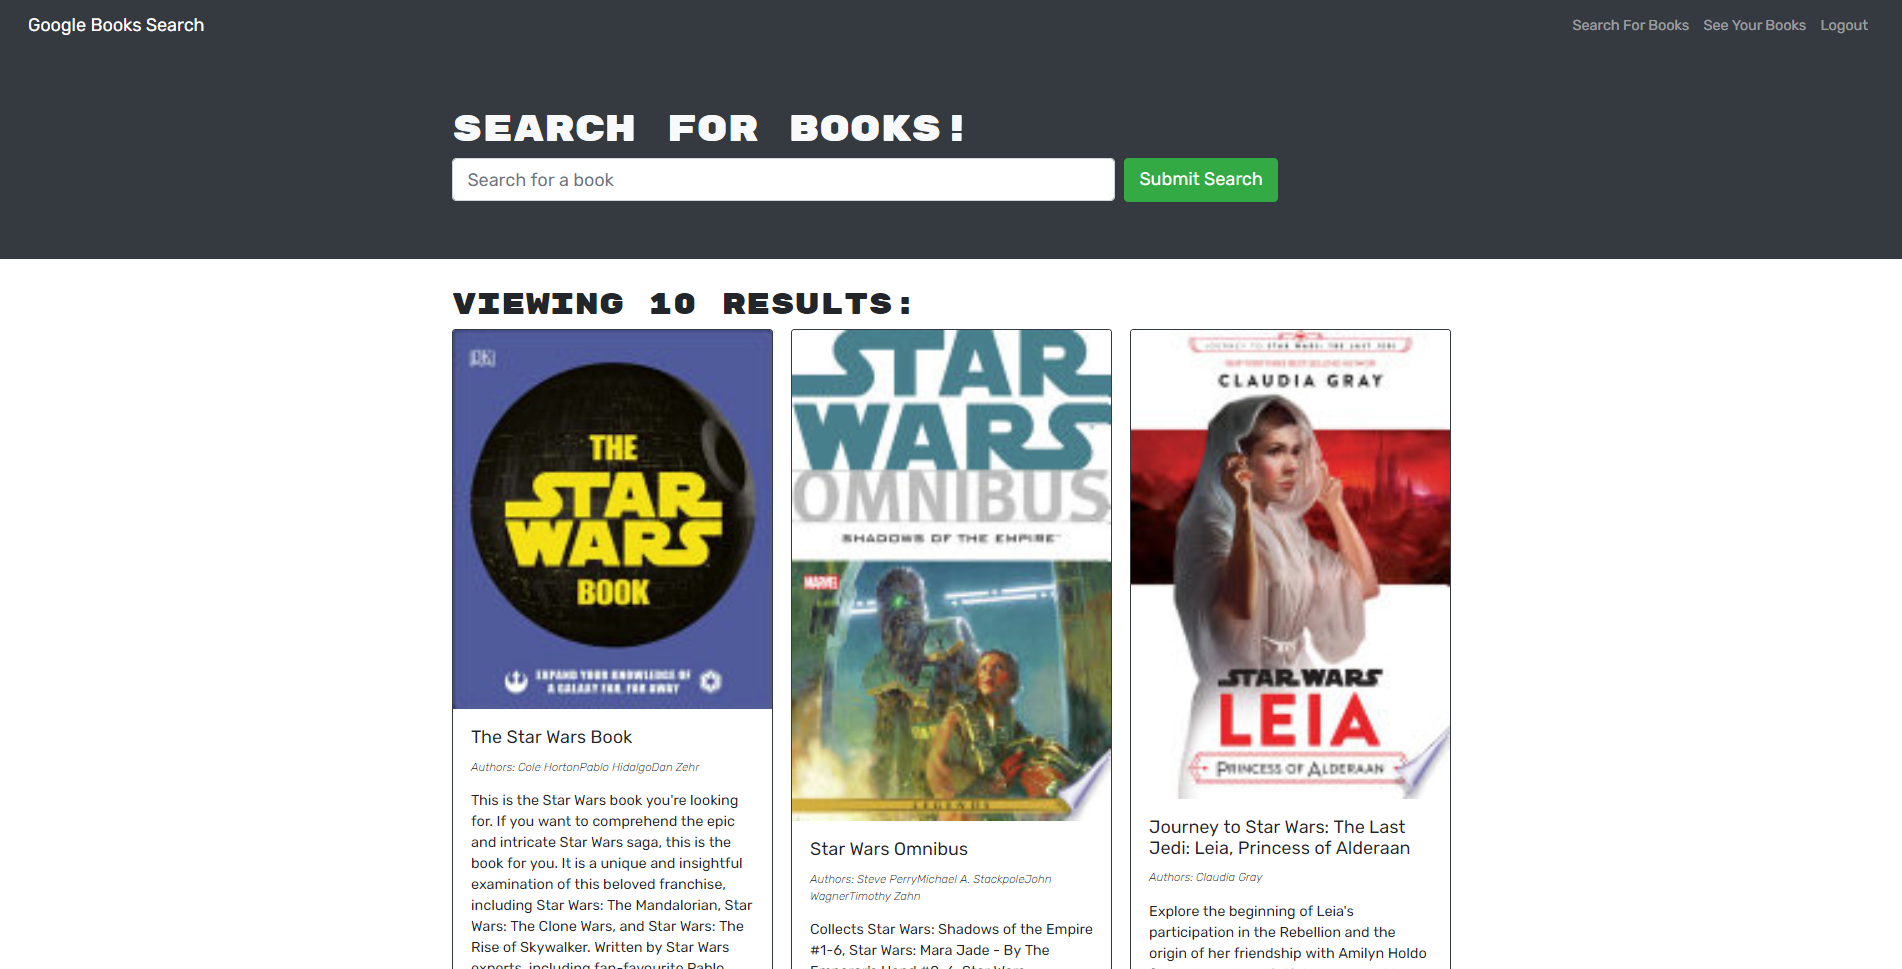 Google Books Search
Search For Books
See Your Books
Logout
SEARCH FOR BOOKS!
Search for a book
Submit Search
VIEWING 10 RESULTS:
DK
THE
STAR
WARS
BOOK
EXPAND YOUR KNOWLEDGE OF
A GALAXY FAR, FAR AWAY
The Star Wars Book
Authors: Cole HortonPablo HidalgoDan Zehr
This is the Star Wars book you're looking
for. If you want to comprehend the epic
and intricate Star Wars saga, this is the
book for you. It is a unique and insightful
examination of this beloved franchise,
including Star Wars: The Mandalorian, Star
Wars: The Clone Wars, and Star Wars: The
Rise of Skywalker. Written by Star Wars
experts, including fan-favourite Pablo
STAR
WARS
OMNIBUS
SHADOWS OF THE EMPIRE
MARVEL
LEGENDS
Star Wars Omnibus
Authors: Steve PerryMichael A. StackpoleJohn
WagnerTimothy Zahn
Collects Star Wars: Shadows of the Empire
#1-6, Star Wars: Mara Jade - By The
JOURNEY TO STAR WARS: THE LAST JEDI
CLAUDIA GRAY
STAR WARS
LEIA
PRINCESS OF ALDERAAN
Journey to Star Wars: The Last
Jedi: Leia, Princess of Alderaan
Authors: Claudia Gray
Explore the beginning of Leia's
participation in the Rebellion and the
origin of her friendship with Amilyn Holdo